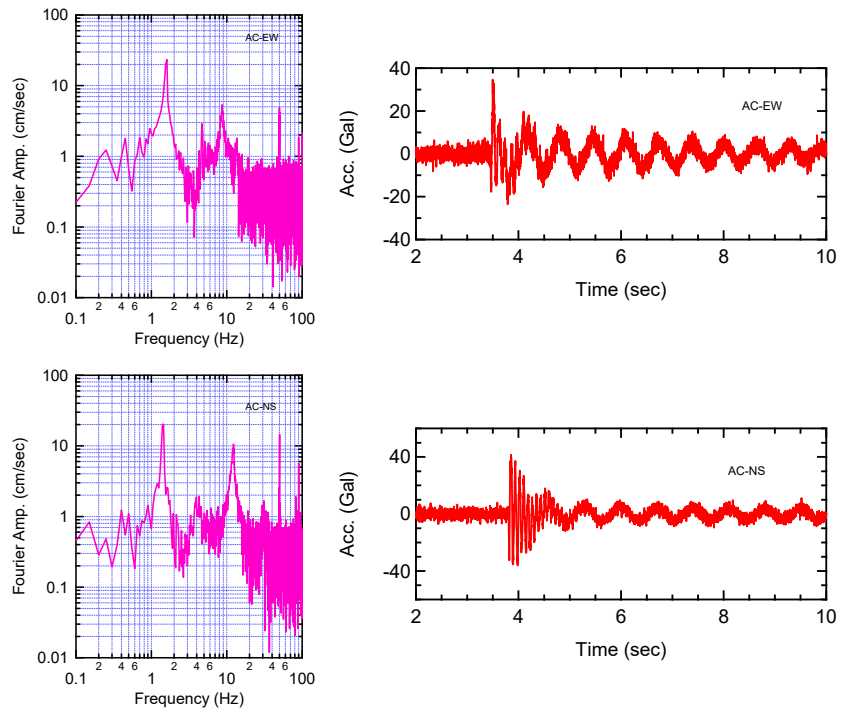 100
10
1
0.1
0.01
Fourier Amp. (cm/sec)
AC-EW
0.1 2 4 6 1 2 4 6 10 2 4 6 100
Frequency (Hz)
40
20
0
-20
-40
Acc. (Gal)
AC-EW
2 4 6 8 10
Time (sec)
100
10
1
0.1
0.01
Fourier Amp. (cm/sec)
AC-NS
0.1 2 4 6 1 2 4 6 10 2 4 6 100
Frequency (Hz)
40
0
-40
Acc. (Gal)
AC-NS
2 4 6 8 10
Time (sec)